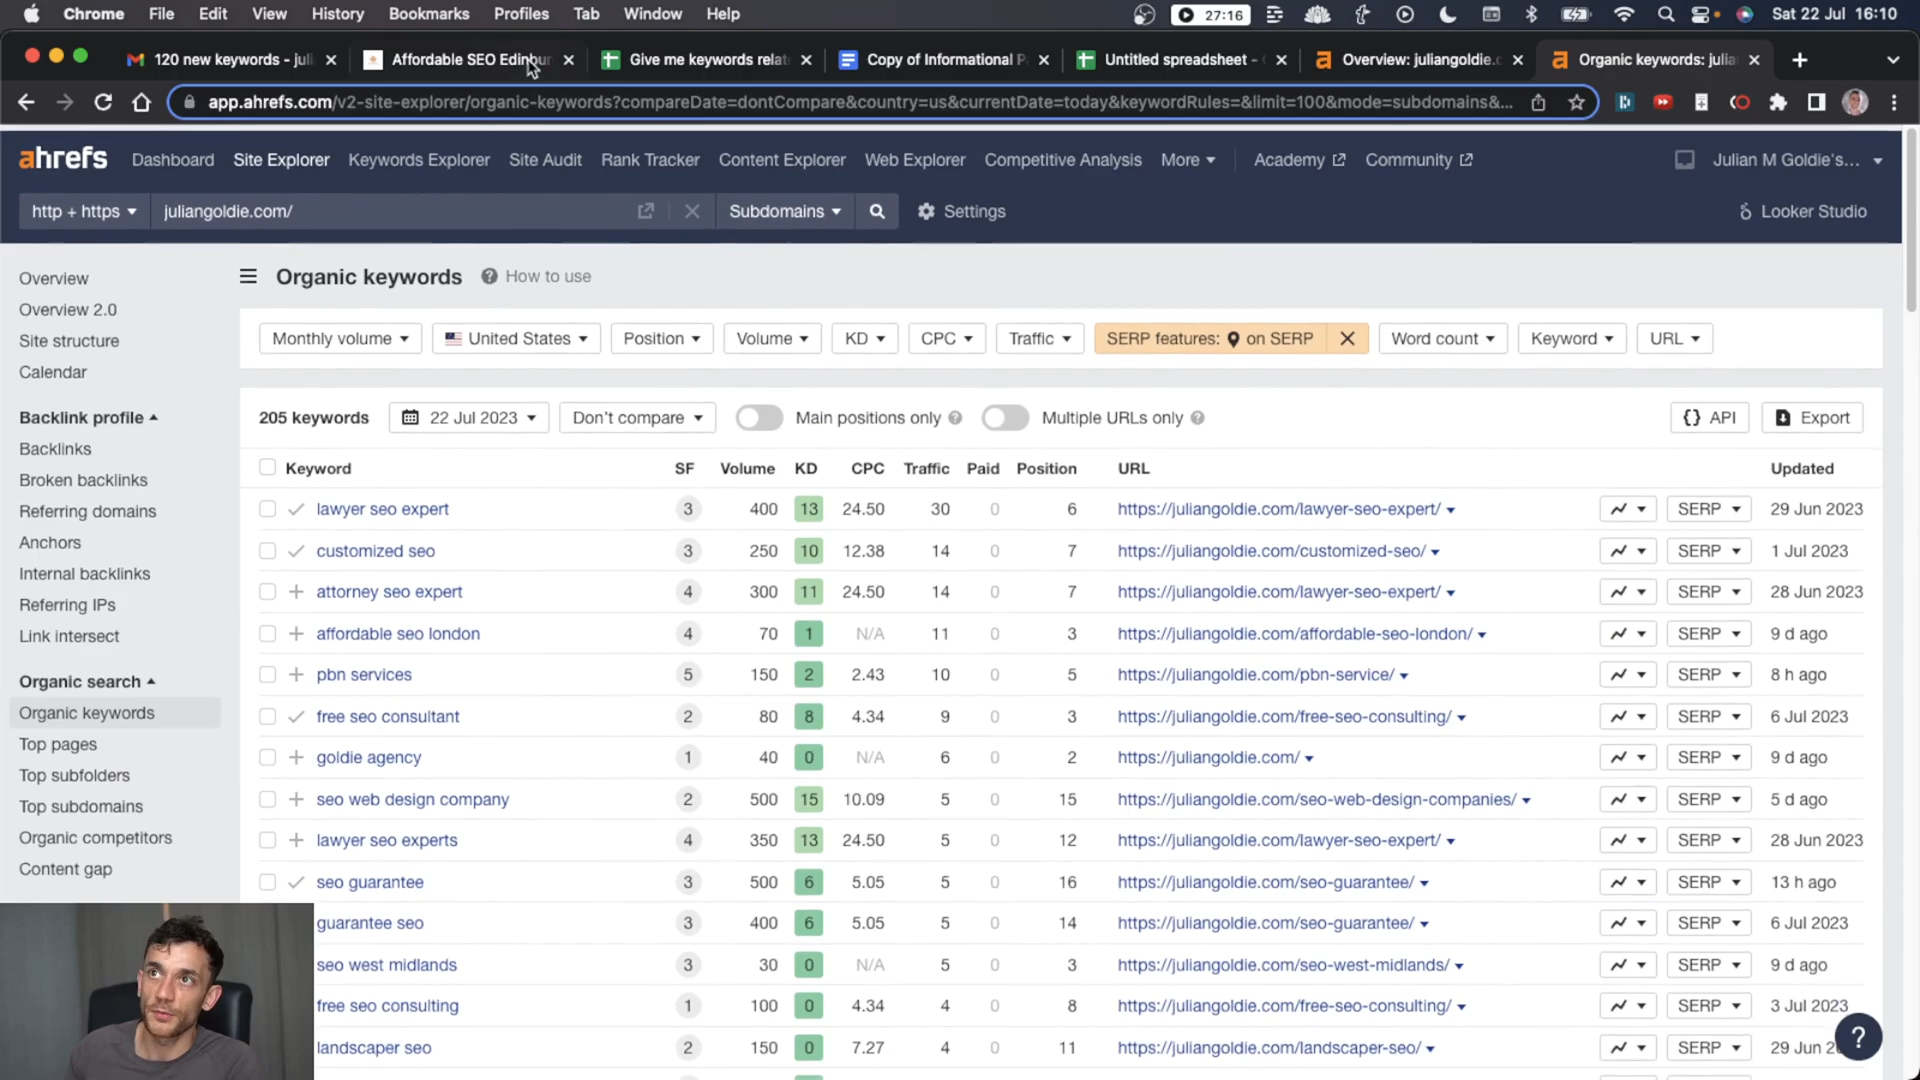 Chrome File Edit View History Bookmarks Profiles Tab Window Help 27:16 Sat 22 Jul 16:10
120 new keywords - juli Affordable SEO Edinbur Give me keywords relat Copy of Informational P Untitled spreadsheet - Overview: juliangoldie.c Organic keywords: julia
app.ahrefs.com/v2-site-explorer/organic-keywords?compareDate=dontCompare&country=us&currentDate=today&keywordRules=&limit=100&mode=subdomains&...
ahrefs Dashboard Site Explorer Keywords Explorer Site Audit Rank Tracker Content Explorer Web Explorer Competitive Analysis More Academy Community Julian M Goldie's...
http + https juliangoldie.com/ Subdomains Settings Looker Studio
Overview
Overview 2.0
Site structure
Calendar
Backlink profile
Backlinks
Broken backlinks
Referring domains
Anchors
Internal backlinks
Referring IPs
Link intersect
Organic search
Organic keywords
Top pages
Top subfolders
Top subdomains
Organic competitors
Content gap
Organic keywords ? How to use
Monthly volume United States Position Volume KD CPC Traffic SERP features: on SERP Word count Keyword URL
205 keywords 22 Jul 2023 Don't compare Main positions only ? Multiple URLs only ? {} API Export
Keyword SF Volume KD CPC Traffic Paid Position URL Updated
lawyer seo expert 3 400 13 24.50 30 0 6 https://juliangoldie.com/lawyer-seo-expert/ SERP 29 Jun 2023
customized seo 3 250 10 12.38 14 0 7 https://juliangoldie.com/customized-seo/ SERP 1 Jul 2023
attorney seo expert 4 300 11 24.50 14 0 7 https://juliangoldie.com/lawyer-seo-expert/ SERP 28 Jun 2023
affordable seo london 4 70 1 N/A 11 0 3 https://juliangoldie.com/affordable-seo-london/ SERP 9 d ago
pbn services 5 150 2 2.43 10 0 5 https://juliangoldie.com/pbn-service/ SERP 8 h ago
free seo consultant 2 80 8 4.34 9 0 3 https://juliangoldie.com/free-seo-consulting/ SERP 6 Jul 2023
goldie agency 1 40 0 N/A 6 0 2 https://juliangoldie.com/ SERP 9 d ago
seo web design company 2 500 15 10.09 5 0 15 https://juliangoldie.com/seo-web-design-companies/ SERP 5 d ago
lawyer seo experts 4 350 13 24.50 5 0 12 https://juliangoldie.com/lawyer-seo-expert/ SERP 28 Jun 2023
seo guarantee 3 500 6 5.05 5 0 16 https://juliangoldie.com/seo-guarantee/ SERP 13 h ago
guarantee seo 3 400 6 5.05 5 0 14 https://juliangoldie.com/seo-guarantee/ SERP 6 Jul 2023
seo west midlands 3 30 0 N/A 5 0 3 https://juliangoldie.com/seo-west-midlands/ SERP 9 d ago
free seo consulting 1 100 0 4.34 4 0 8 https://juliangoldie.com/free-seo-consulting/ SERP 3 Jul 2023
landscaper seo 2 150 0 7.27 4 0 11 https://juliangoldie.com/landscaper-seo/ SERP 29 Jun 2
?